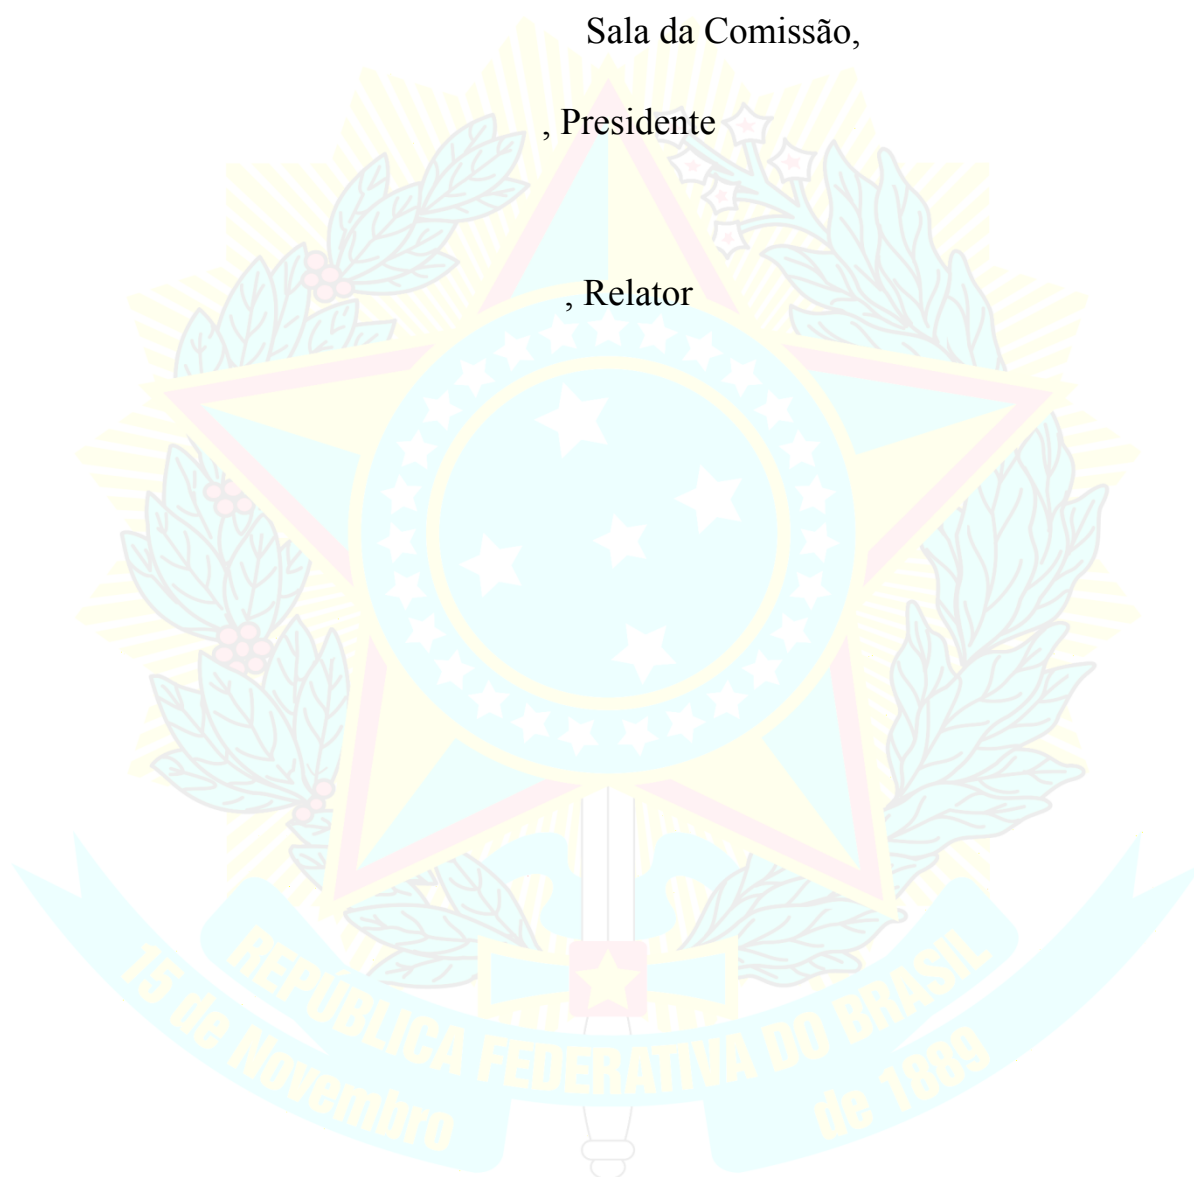 Sala da Comissão,
, Presidente
, Relator
REPÚBLICA FEDERATIVA DO BRASIL
15 de Novembro
de 1889